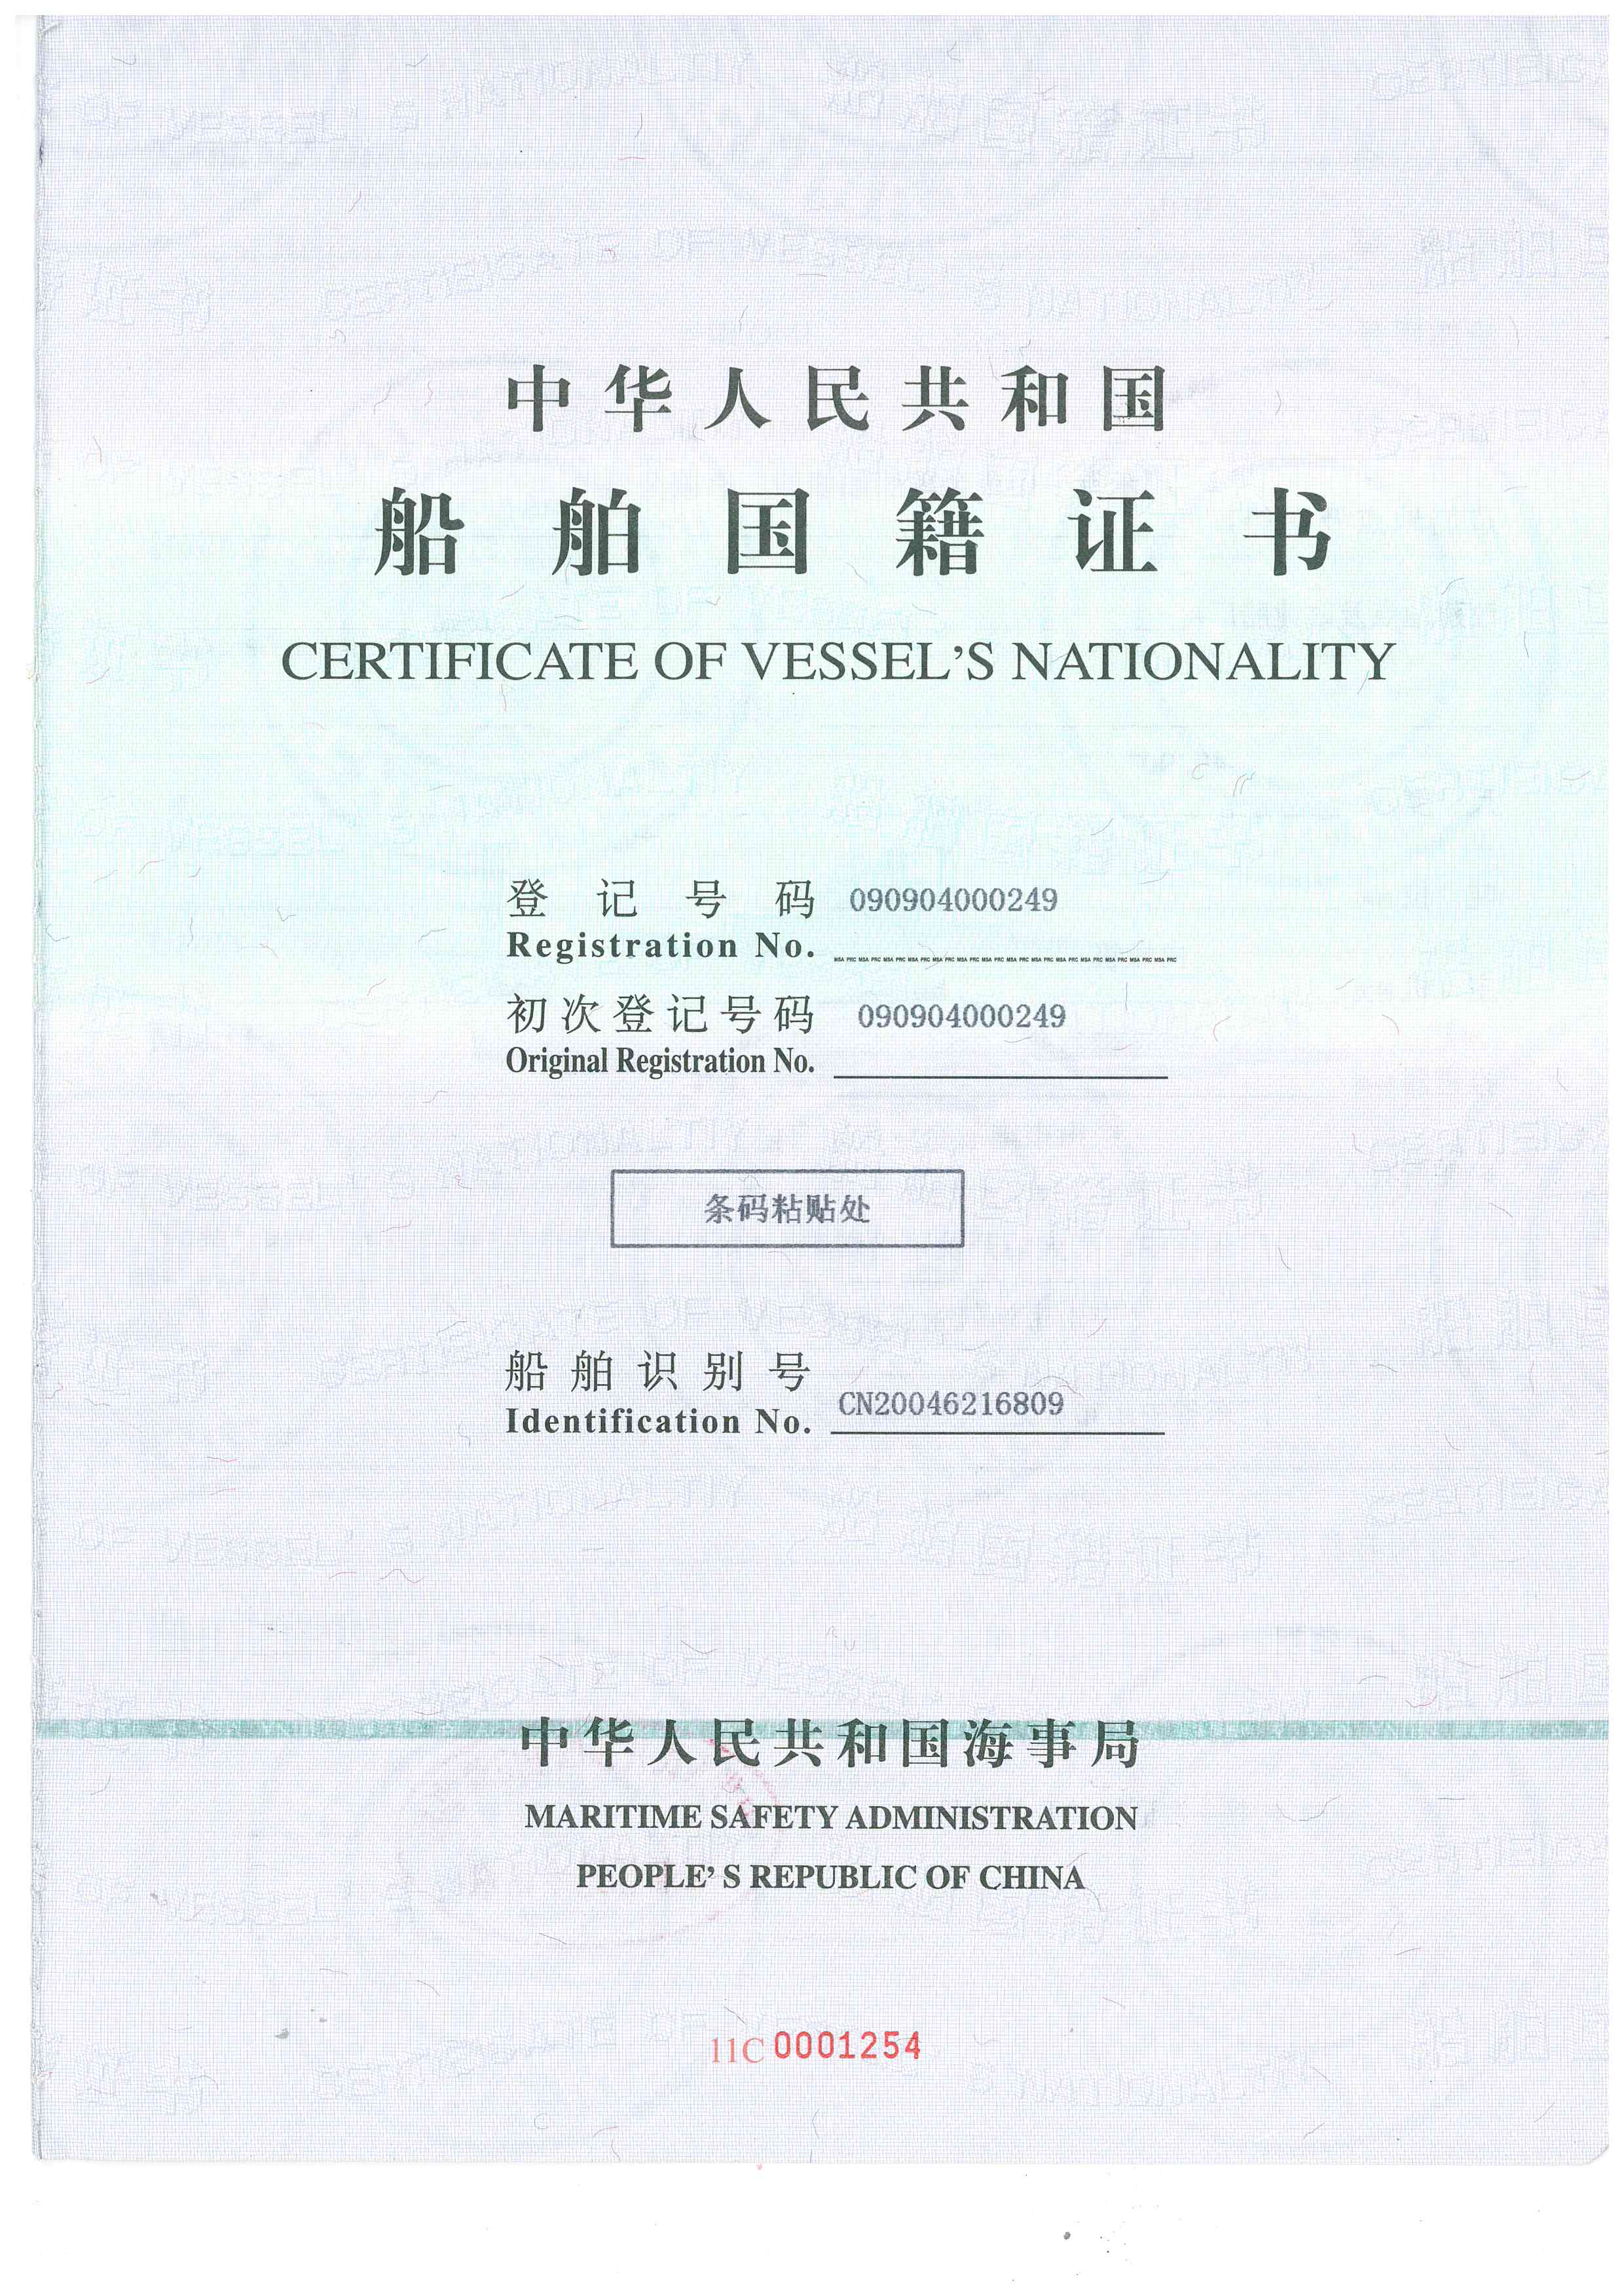 中华人民共和国
船舶国籍证书
CERTIFICATE OF VESSEL'S NATIONALITY
登记号码 090904000249
Registration No.
MSA PRC MSA PRC MSA PRC MSA PRC MSA PRC MSA PRC MSA PRC MSA PRC MSA PRC MSA PRC MSA PRC MSA PRC MSA PRC MSA PRC
初次登记号码 090904000249
Original Registration No.
条码粘贴处
船舶识别号
CN20046216809
Identification No.
中华人民共和国海事局
MARITIME SAFETY ADMINISTRATION
PEOPLE'S REPUBLIC OF CHINA
11C 0001254